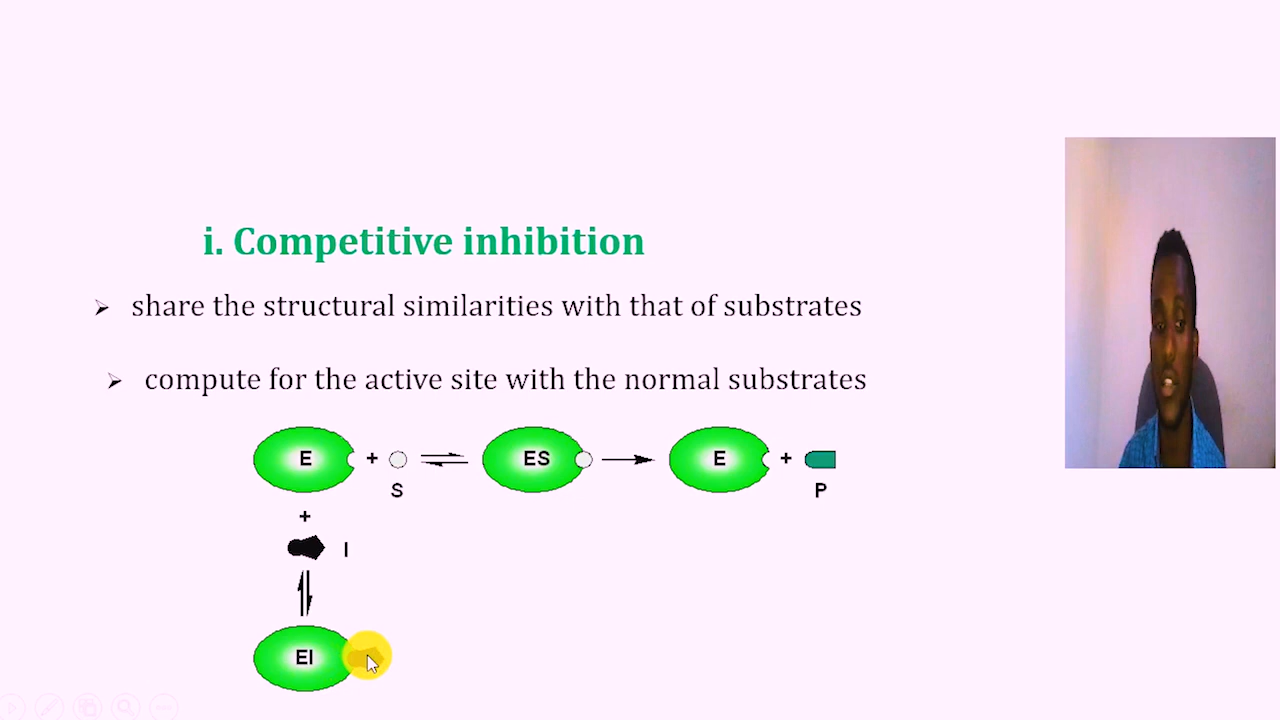 i. Competitive inhibition
➢ share the structural similarities with that of substrates
➢ compute for the active site with the normal substrates
E + S ES E + P
+
I
EI